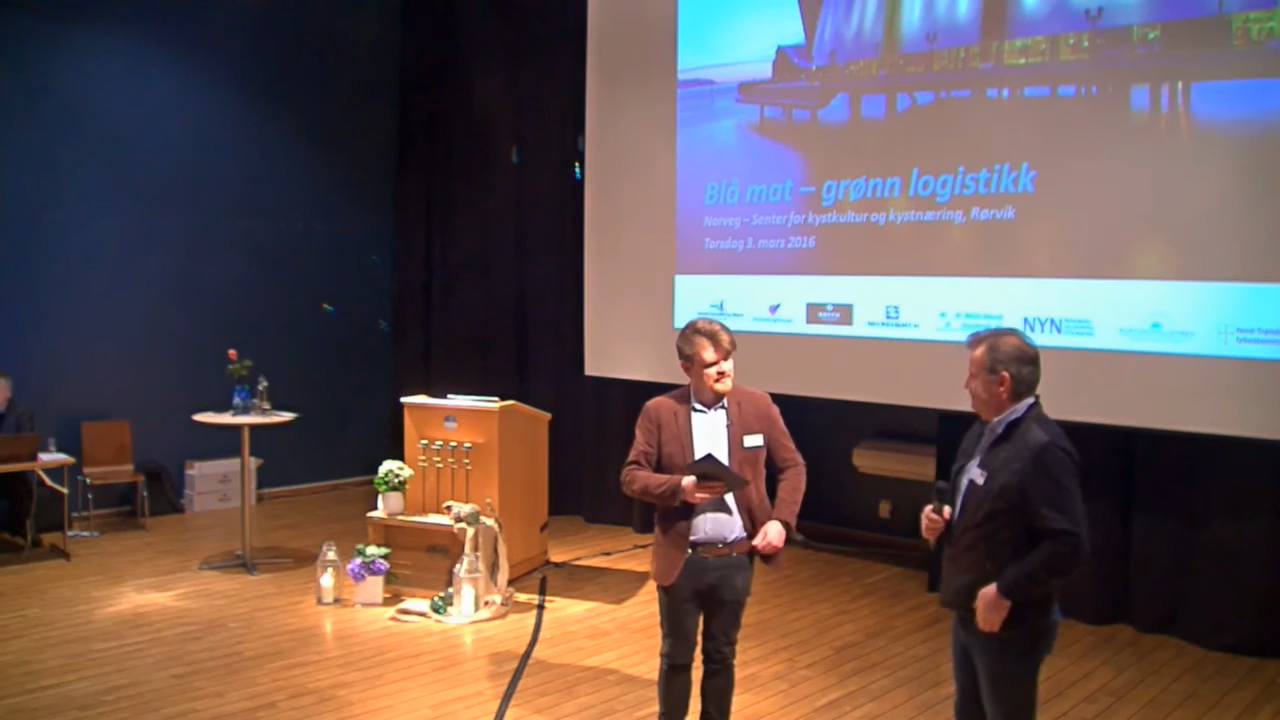 Blå mat – grønn logistikk
Norveg – Senter for kystkultur og kystnæring, Rørvik
Torsdag 3. mars 2016
NYN